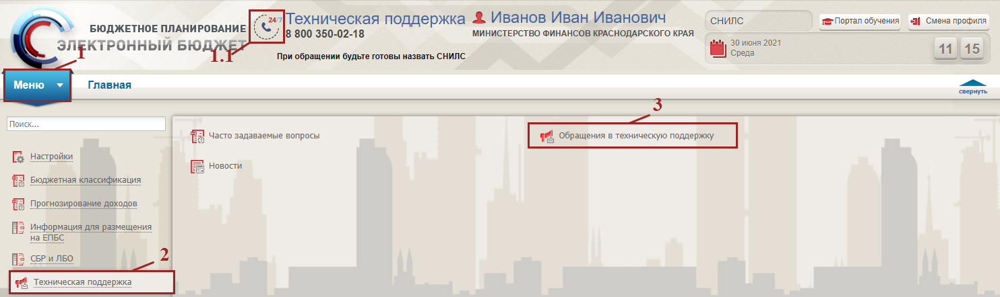 24/7
Техническая поддержка
8 800 350-02-18
При обращении будьте готовы назвать СНИЛС
БЮДЖЕТНОЕ ПЛАНИРОВАНИЕ
ЭЛЕКТРОННЫЙ БЮДЖЕТ
Иванов Иван Иванович
МИНИСТЕРСТВО ФИНАНСОВ КРАСНОДАРСКОГО КРАЯ
СНИЛС
Портал обучения
Смена профиля
30 июня 2021
Среда
11 15
1
1.1
Меню
Главная
свернуть
3
Поиск...
Настройки
Бюджетная классификация
Прогнозирование доходов
Информация для размещения
на ЕПБС
СБР и ЛБО
2
Техническая поддержка
Часто задаваемые вопросы
Новости
Обращения в техническую поддержку